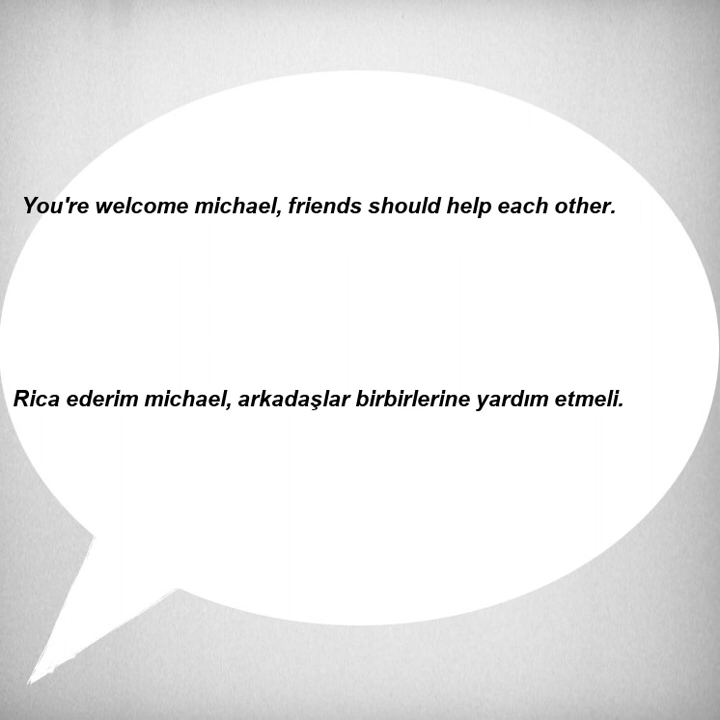 You're welcome michael, friends should help each other.
Rica ederim michael, arkadaşlar birbirlerine yardım etmeli.